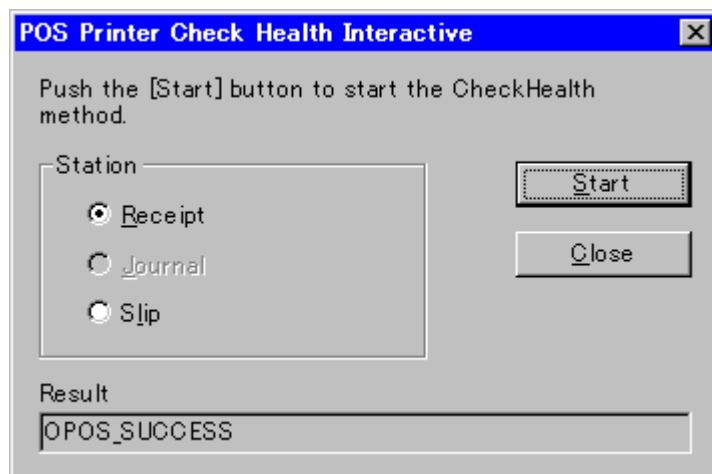 POS Printer Check Health Interactive
Push the [Start] button to start the CheckHealth
method.
Station
Receipt
Journal
Slip
Start
Close
Result
OPOS_SUCCESS